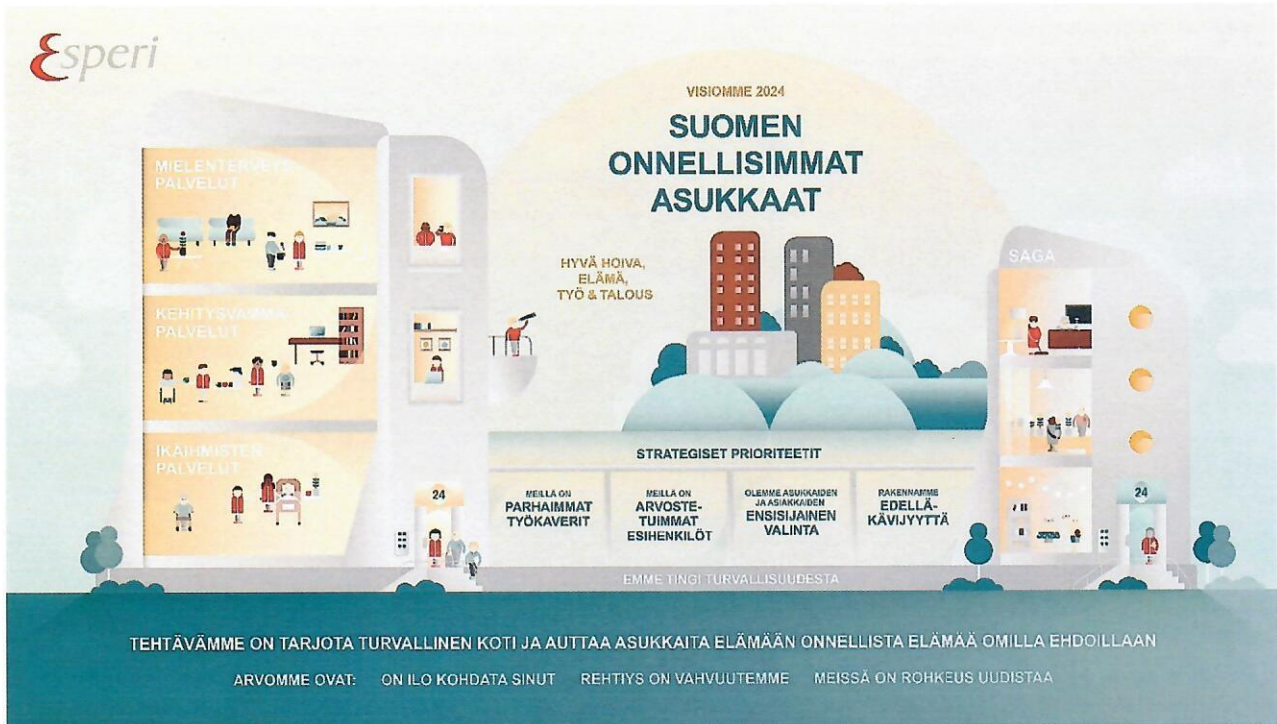 Esperi
VISIOMME 2024
SUOMEN
ONNELLISIMMAT
ASUKKAAT
HYVÄ HOIVA,
ELÄMÄ,
TYÖ & TALOUS
MIELENTERVEYS
PALVELUT
KEHITYSVAMMA
PALVELUT
IKÄIHMISTEN
PALVELUT
24
SAGA
24
STRATEGISET PRIORITEETIT
MEILLÄ ON
PARHAIMMAT
TYÖKAVERIT
MEILLÄ ON
ARVOSTE-
TUIMMAT
ESIHENKILÖT
OLEMME ASUKKAIDEN
JA ASIAKKAIDEN
ENSISIJAINEN
VALINTA
RAKENNAMME
EDELLÄ-
KÄVIJYYTTÄ
EMME TINGI TURVALLISUUDESTA
TEHTÄVÄMME ON TARJOTA TURVALLINEN KOTI JA AUTTAA ASUKKAITA ELÄMÄÄN ONNELLISTA ELÄMÄÄ OMILLA EHDOILLAAN
ARVOMME OVAT: ON ILO KOHDATA SINUT REHTIYS ON VAHVUUTEMME MEISSÄ ON ROHKEUS UUDISTAA